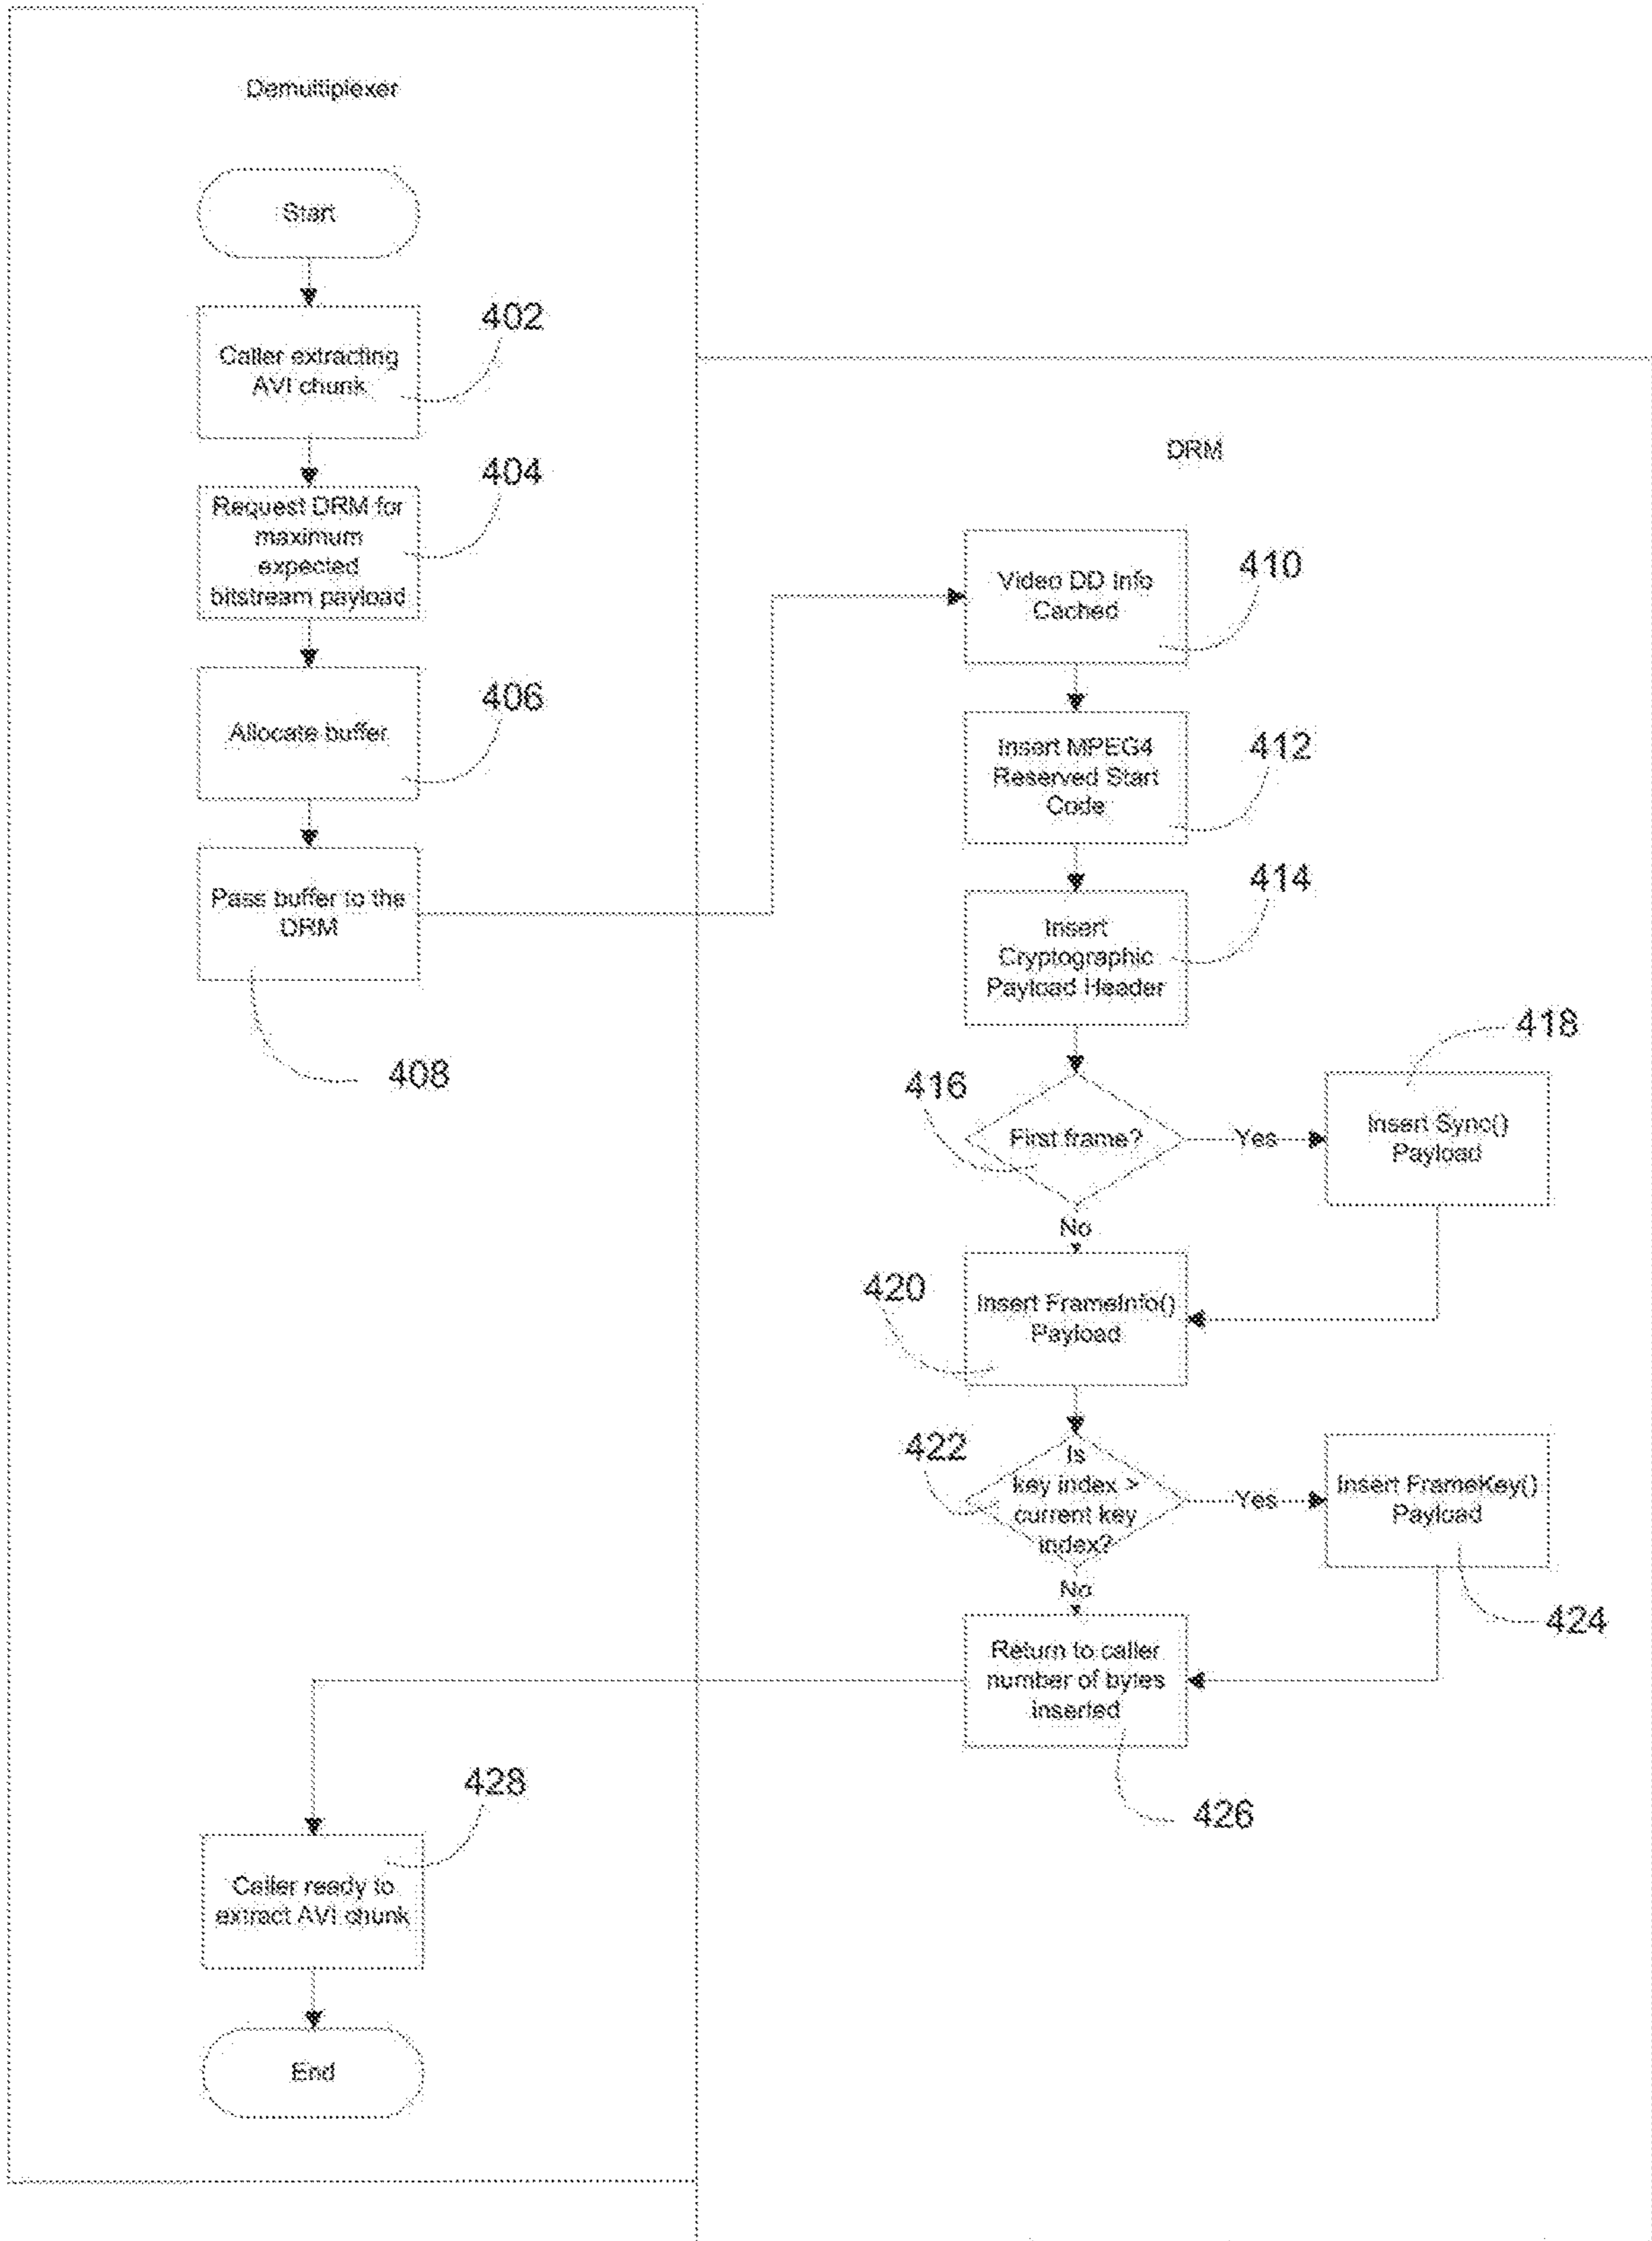 Demultiplexer
Start
402
Caller extracting
AVI chunk
404
Request DRM for
maximum
expected
bitstream payload
406
Allocate buffer
Pass buffer to the
DRM
408
DRM
410
Video DD Info
Cached
412
Insert MPEG4
Reserved Start
Code
414
Insert
Cryptographic
Payload Header
416
First frame?
Yes
418
Insert Sync()
Payload
No
420
Insert FrameInfo()
Payload
422
Is
key index >
current key
index?
Yes
Insert FrameKey()
Payload
424
No
Return to caller
number of bytes
inserted
426
428
Caller ready to
extract AVI chunk
End